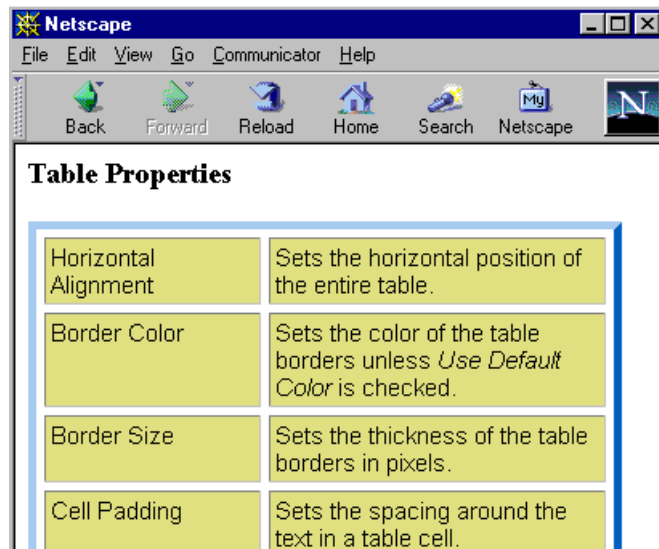 Netscape
File Edit View Go Communicator Help
My
N
Back Forward Reload Home Search Netscape
Table Properties
Horizontal Alignment
Sets the horizontal position of
the entire table.
Border Color
Sets the color of the table
borders unless Use Default
Color is checked.
Border Size
Sets the thickness of the table
borders in pixels.
Cell Padding
Sets the spacing around the
text in a table cell.